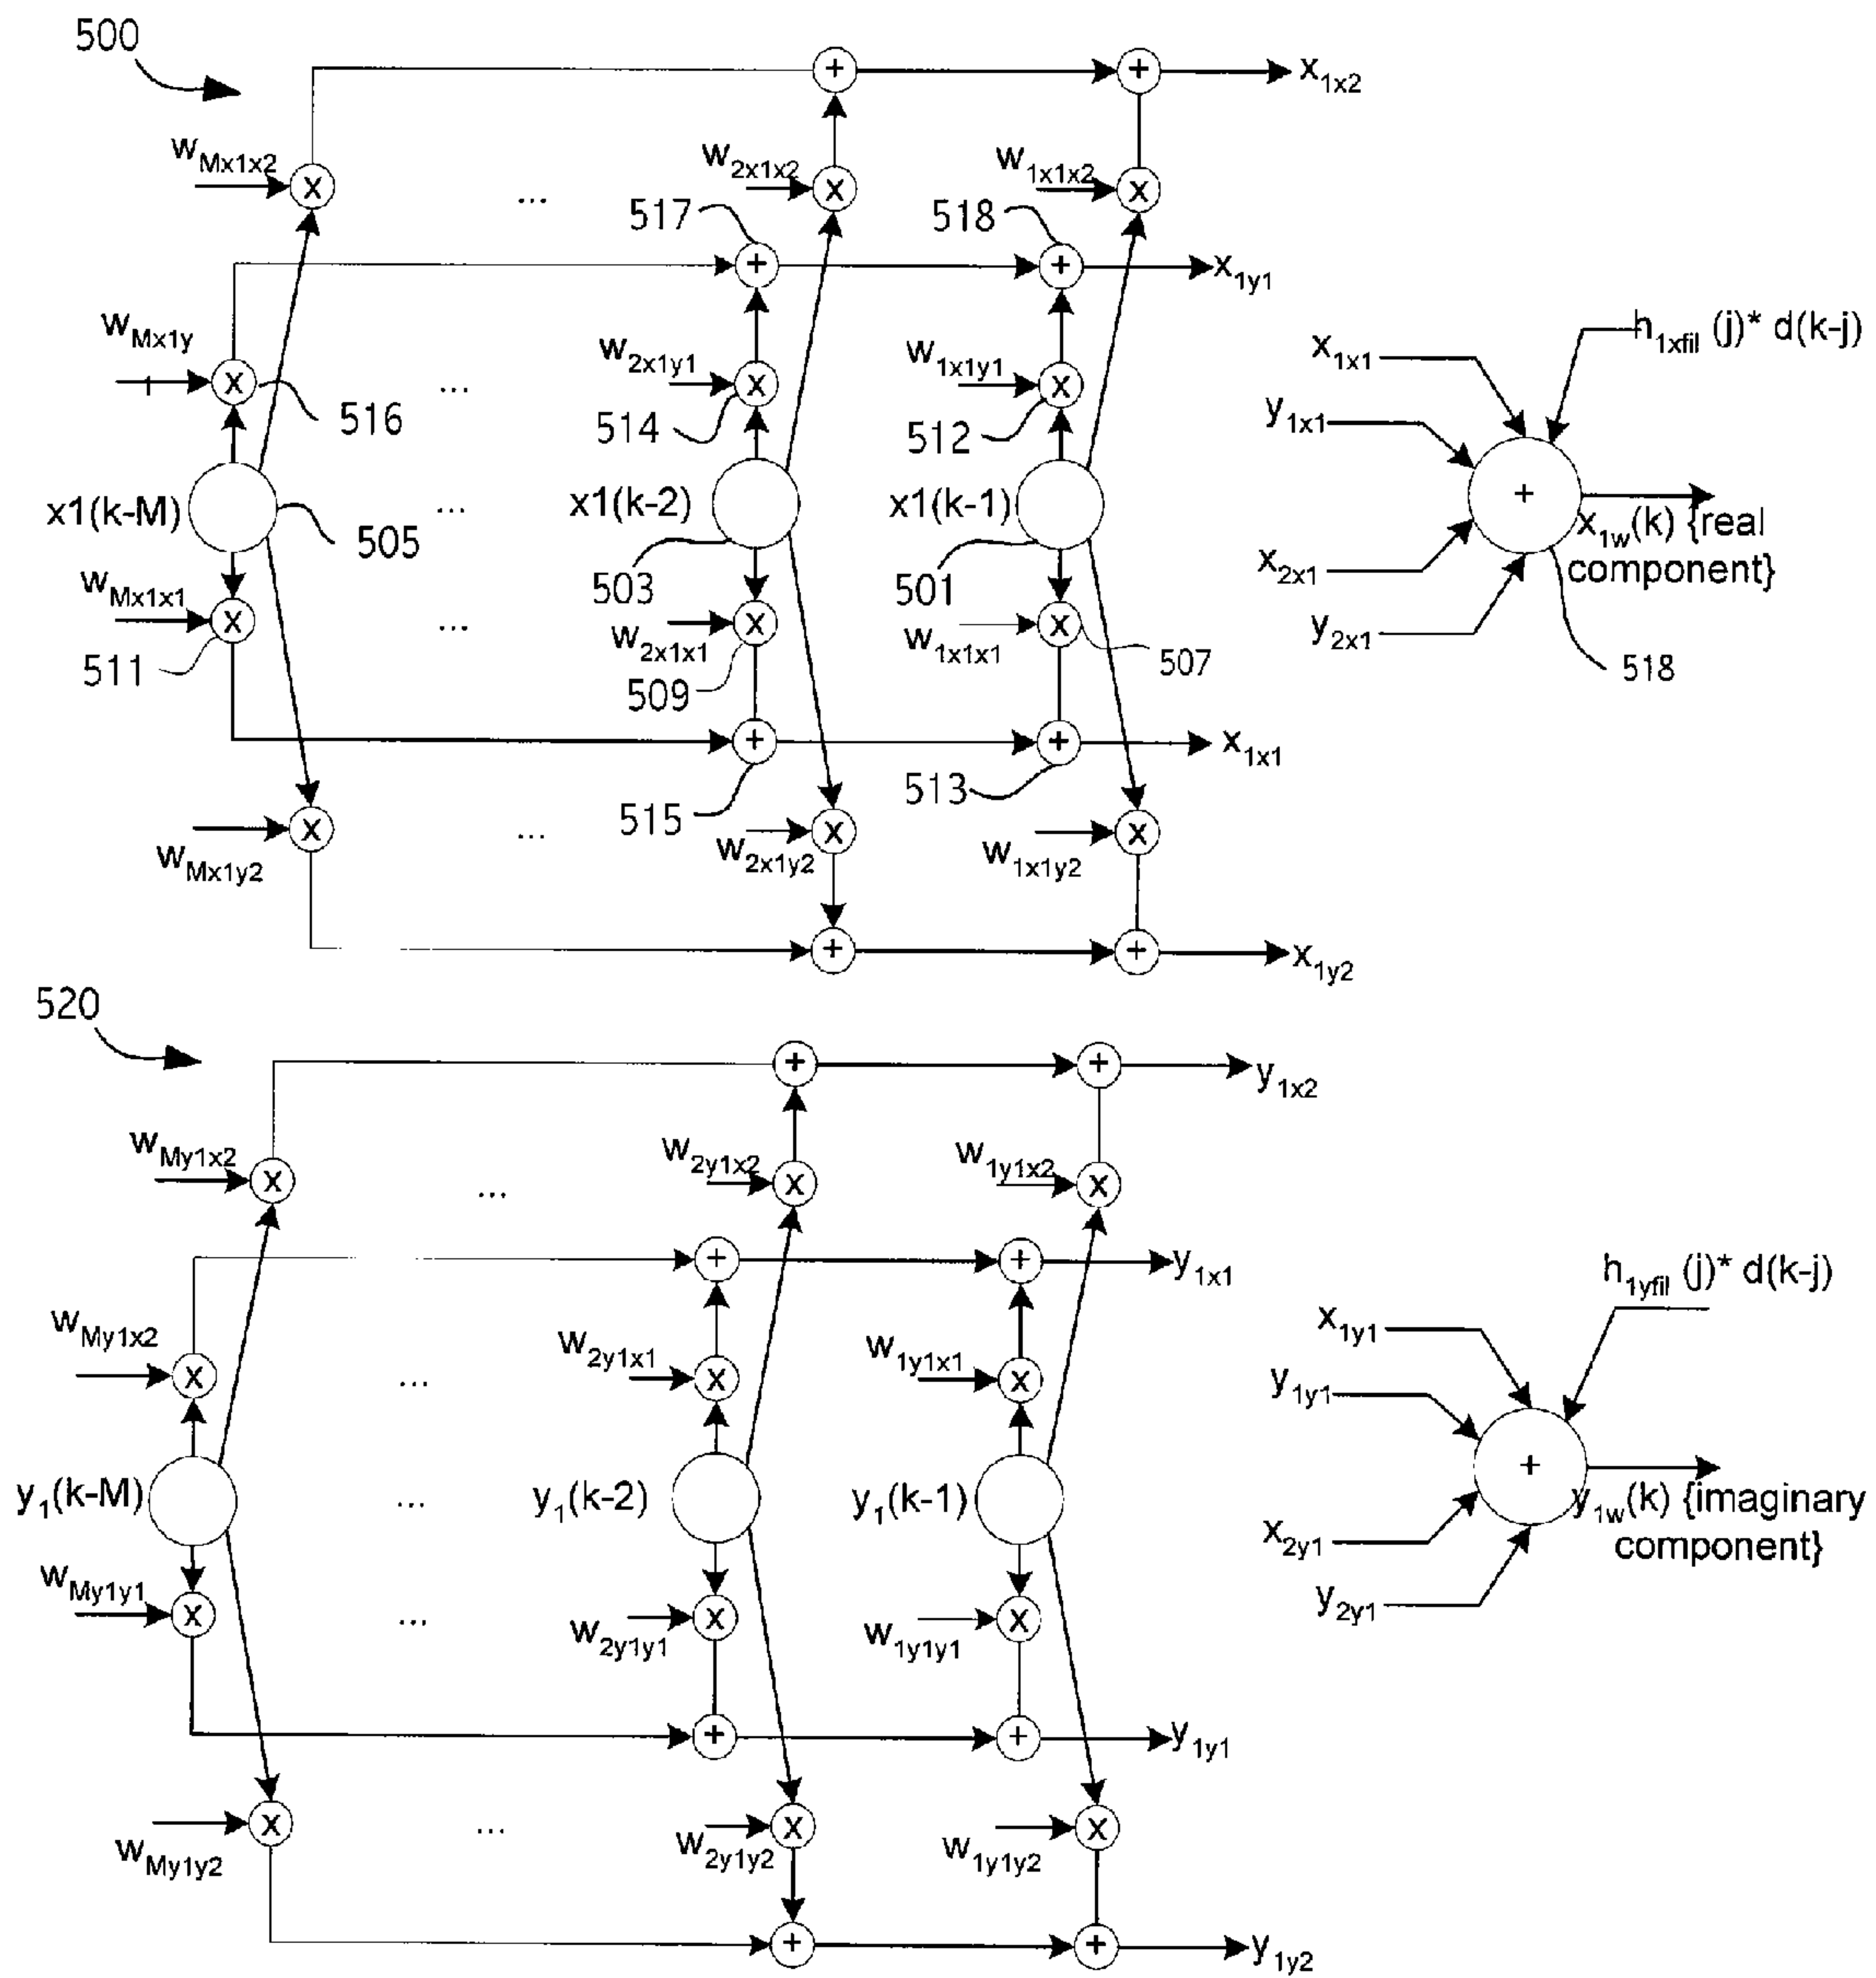 500
+ + x1x2
wMx1x2 x ... w2x1x2 x w1x1x2 x
517 518
+ + x1y1
wMx1y 1 x ... w2x1y1 x w1x1y1 x
516 514 512
x1x1 h1xfil (j)* d(k-j)
y1x1
+
x1w(k) {real
component}
x2x1
y2x1
518
x1(k-M) ... x1(k-2) x1(k-1)
505 503 501
wMx1x1 x ... w2x1x1 x w1x1x1 x
511 509 507
+ + x1x1
515 513
wMx1y2 x ... w2x1y2 x w1x1y2 x
+ + x1y2
520
+ + y1x2
wMy1x2 x ... w2y1x2 x w1y1x2 x
+ + y1x1
wMy1x2 x ... w2y1x1 x w1y1x1 x
x1y1 h1yfil (j)* d(k-j)
y1y1
+
y1w(k) {imaginary
component}
x2y1
y2y1
y1(k-M) ... y1(k-2) y1(k-1)
wMy1y1 x ... w2y1y1 x w1y1y1 x
+ + y1y1
wMy1y2 x ... w2y1y2 x w1y1y2 x
+ + y1y2